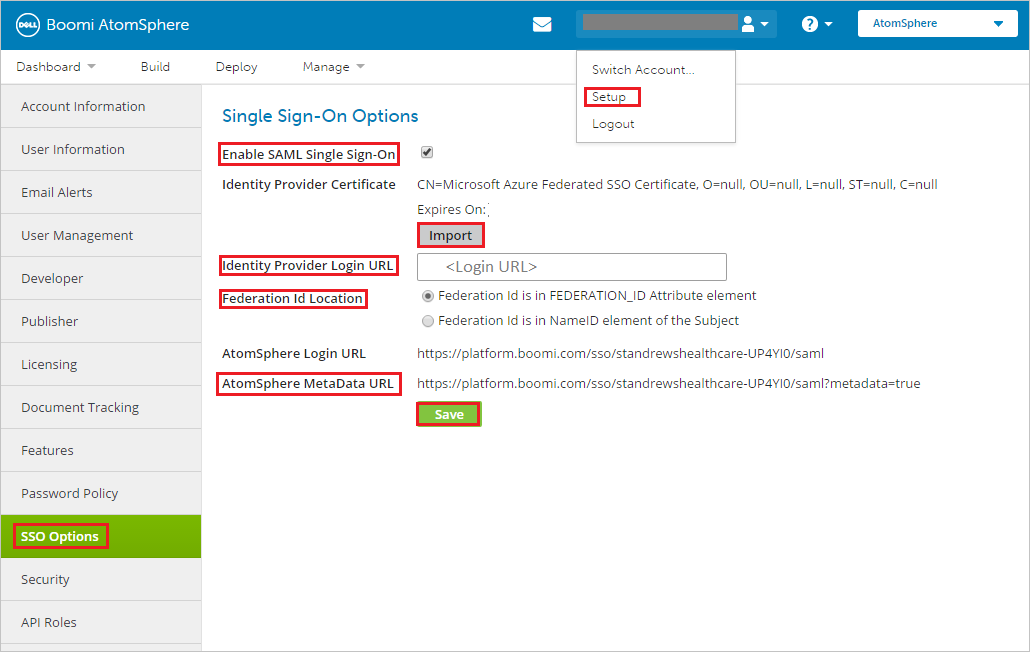 DELL Boomi AtomSphere
AtomSphere
Dashboard Build Deploy Manage
Switch Account...
Setup
Logout
Account Information
User Information
Email Alerts
User Management
Developer
Publisher
Licensing
Document Tracking
Features
Password Policy
SSO Options
Security
API Roles
Single Sign-On Options
Enable SAML Single Sign-On
Identity Provider Certificate CN=Microsoft Azure Federated SSO Certificate, O=null, OU=null, L=null, ST=null, C=null
Expires On:
Import
Identity Provider Login URL <Login URL>
Federation Id Location Federation Id is in FEDERATION_ID Attribute element
Federation Id is in NameID element of the Subject
AtomSphere Login URL https://platform.boomi.com/sso/standrewshealthcare-UP4YI0/saml
AtomSphere MetaData URL https://platform.boomi.com/sso/standrewshealthcare-UP4YI0/saml?metadata=true
Save